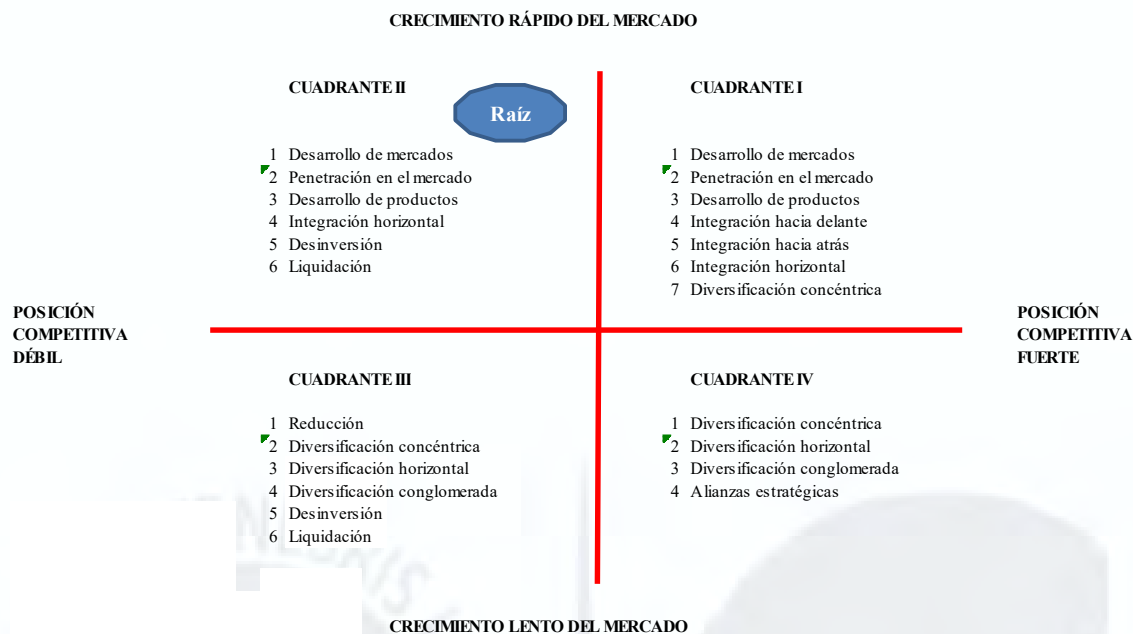 CRECIMIENTO RÁPIDO DEL MERCADO
CUADRANTE II
Raíz
1 Desarrollo de mercados
2 Penetración en el mercado
3 Desarrollo de productos
4 Integración horizontal
5 Desinversión
6 Liquidación
CUADRANTE I
1 Desarrollo de mercados
2 Penetración en el mercado
3 Desarrollo de productos
4 Integración hacia delante
5 Integración hacia atrás
6 Integración horizontal
7 Diversificación concéntrica
POSICIÓN
COMPETITIVA
DÉBIL
POSICIÓN
COMPETITIVA
FUERTE
CUADRANTE III
1 Reducción
2 Diversificación concéntrica
3 Diversificación horizontal
4 Diversificación conglomerada
5 Desinversión
6 Liquidación
CUADRANTE IV
1 Diversificación concéntrica
2 Diversificación horizontal
3 Diversificación conglomerada
4 Alianzas estratégicas
CRECIMIENTO LENTO DEL MERCADO